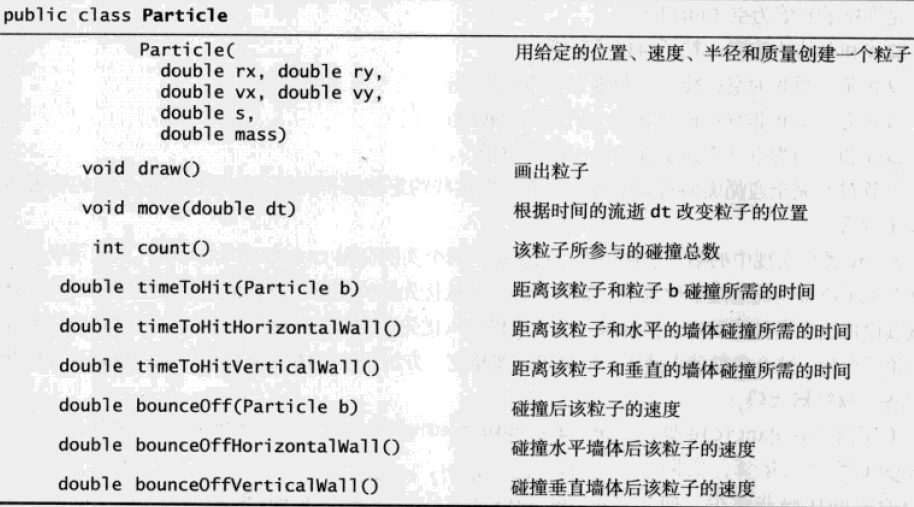 public class Particle
Particle( 用给定的位置、速度、半径和质量创建一个粒子
double rx, double ry,
double vx, double vy,
double s,
double mass)
void draw() 画出粒子
void move(double dt) 根据时间的流逝 dt 改变粒子的位置
int count() 该粒子所参与的碰撞总数
double timeToHit(Particle b) 距离该粒子和粒子 b 碰撞所需的时间
double timeToHitHorizontalWall() 距离该粒子和水平的墙体碰撞所需的时间
double timeToHitVerticalWall() 距离该粒子和垂直的墙体碰撞所需的时间
double bounceOff(Particle b) 碰撞后该粒子的速度
double bounceOffHorizontalWall() 碰撞水平墙体后该粒子的速度
double bounceOffVerticalWall() 碰撞垂直墙体后该粒子的速度